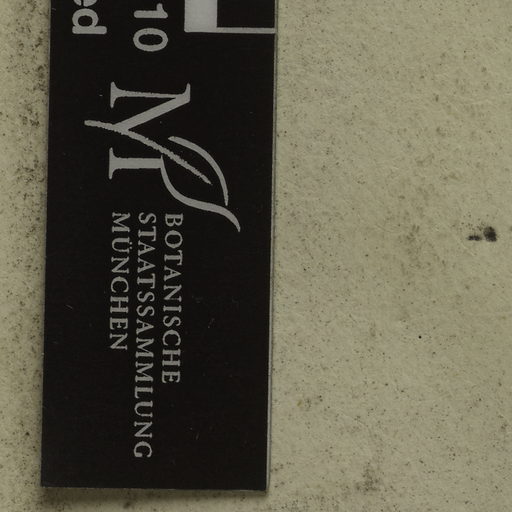 10
ed
BOTANISCHE
STAATSSAMMLUNG
MÜNCHEN